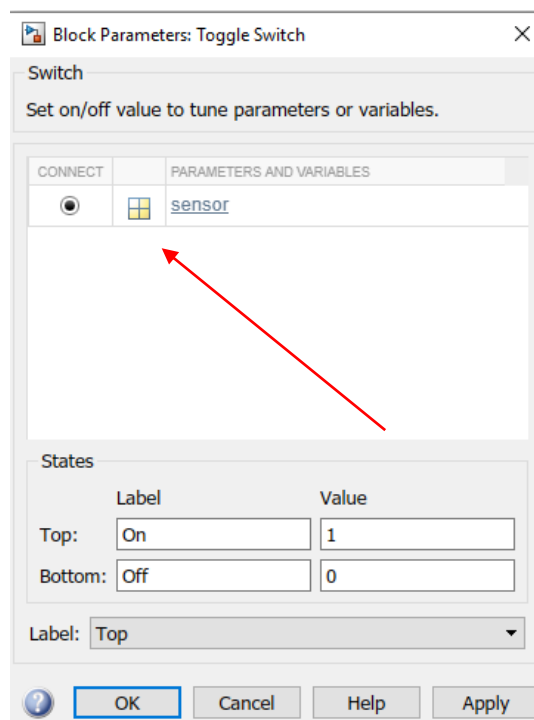 Block Parameters: Toggle Switch
Switch
Set on/off value to tune parameters or variables.
CONNECT PARAMETERS AND VARIABLES
sensor
States
Label Value
Top: On 1
Bottom: Off 0
Label: Top
OK Cancel Help Apply